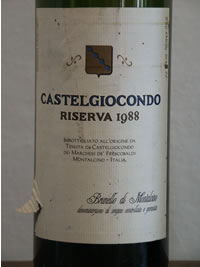 CASTELGIOCONDO
RISERVA 1988
IMBOTTIGLIATO ALL'ORIGINE DA
TENUTA DI CASTELGIOCONDO
DEI MARCHESI DE' FRESCOBALDI
MONTALCINO - ITALIA
Brunello di Montalcino
denominazione di origine controllata e garantita